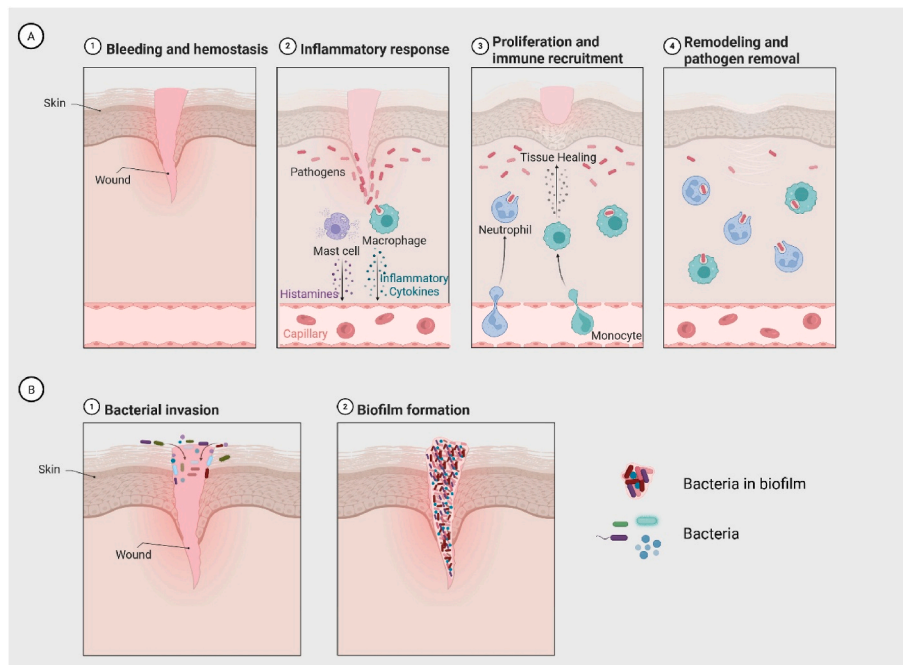 A
1 Bleeding and hemostasis
2 Inflammatory response
3 Proliferation and
immune recruitment
4 Remodeling and
pathogen removal
Skin
Wound
Pathogens
Mast cell
Macrophage
Histamines
Inflammatory
Cytokines
Capillary
Tissue Healing
Neutrophil
Monocyte
B
1 Bacterial invasion
2 Biofilm formation
Skin
Wound
Bacteria in biofilm
Bacteria